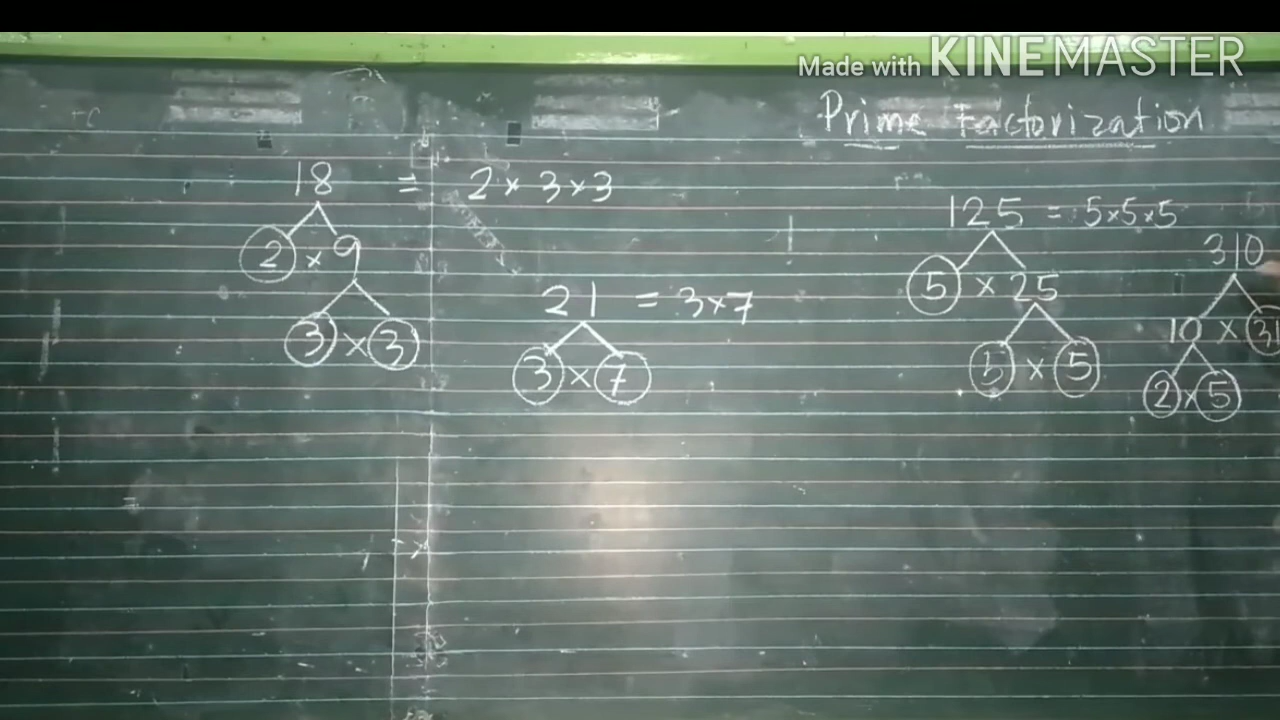 Made with KINEMASTER
Prime Factorization
18 = 2 × 3 × 3
2 × 9
3 × 3
21 = 3 × 7
3 × 7
125 = 5 × 5 × 5
5 × 25
5 × 5
310
10 ×
2 × 5